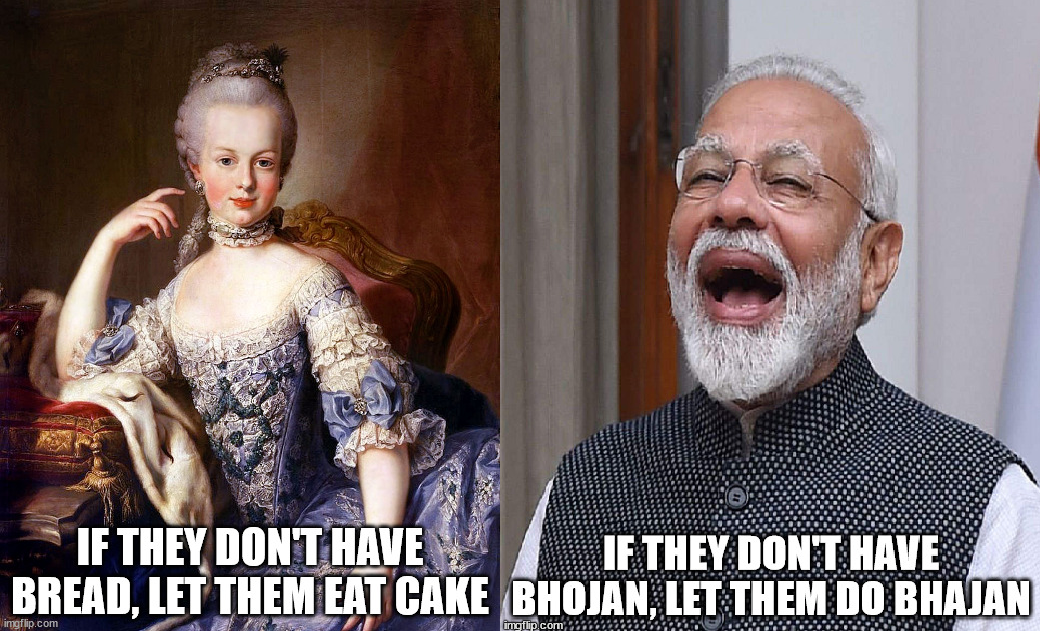 IF THEY DON'T HAVE
BREAD, LET THEM EAT CAKE
imgflip.com
IF THEY DON'T HAVE
BHOJAN, LET THEM DO BHAJAN
imgflip.com